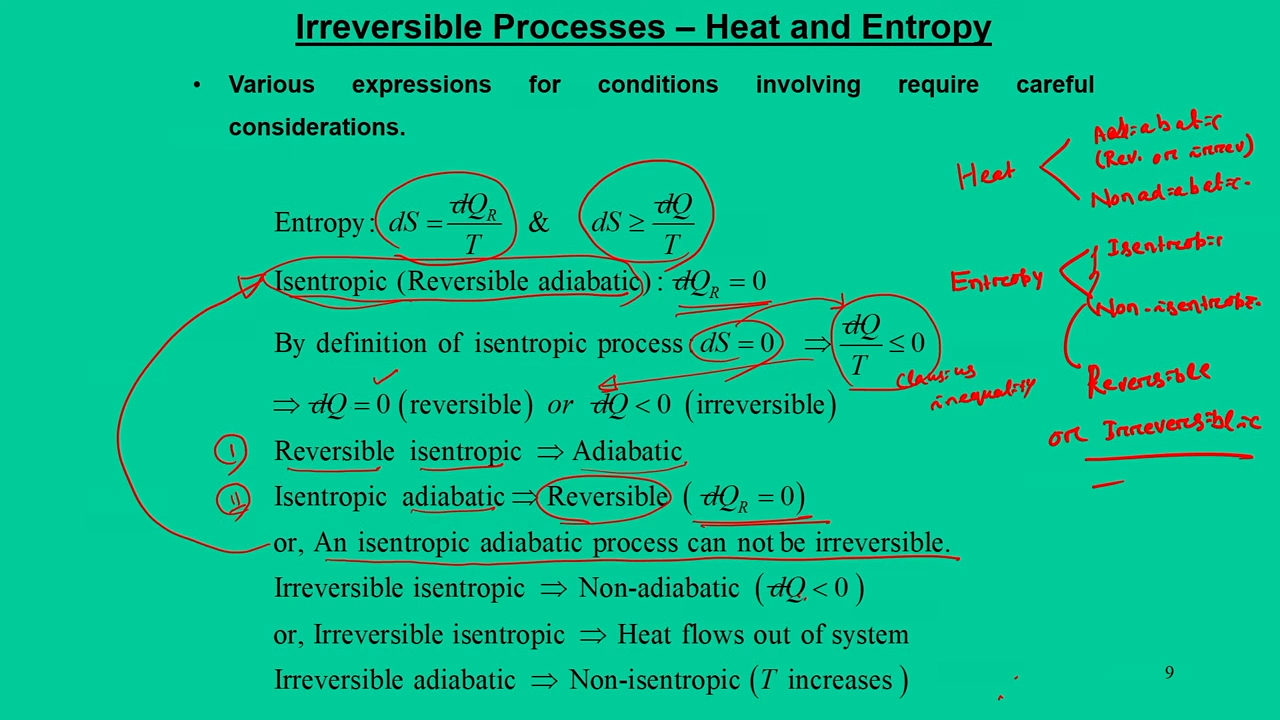 Irreversible Processes – Heat and Entropy
• Various expressions for conditions involving require careful
considerations.
Entropy: dS = đQ_R / T & dS ≥ đQ / T
Isentropic (Reversible adiabatic): đQ_R = 0
By definition of isentropic process dS = 0 ⇒ đQ / T ≤ 0
⇒ đQ = 0 (reversible) or đQ < 0 (irreversible)
(I) Reversible isentropic ⇒ Adiabatic
(II) Isentropic adiabatic ⇒ Reversible (đQ_R = 0)
or, An isentropic adiabatic process can not be irreversible.
Irreversible isentropic ⇒ Non-adiabatic (đQ < 0)
or, Irreversible isentropic ⇒ Heat flows out of system
Irreversible adiabatic ⇒ Non-isentropic (T increases)
Clausius
inequality
Heat
Adiabatic
(Rev. or irrev)
Nonadiabatic.
Entropy
Isentropic
Non-isentropic.
Reversible
or Irreversible
9